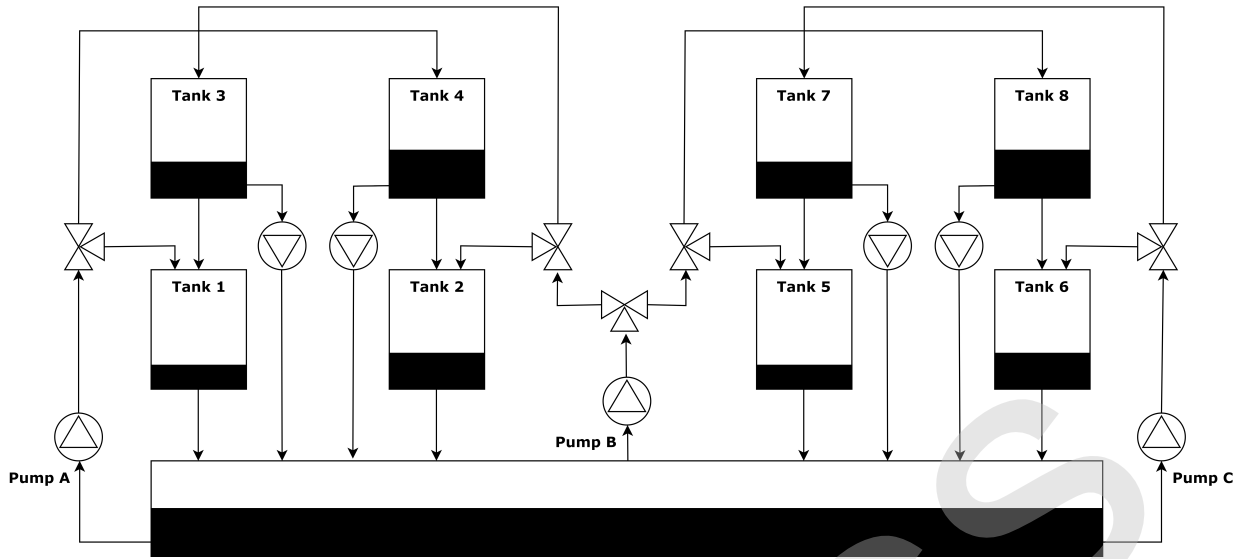 Tank 3
Tank 4
Tank 7
Tank 8
Tank 1
Tank 2
Tank 5
Tank 6
Pump B
Pump A
Pump C